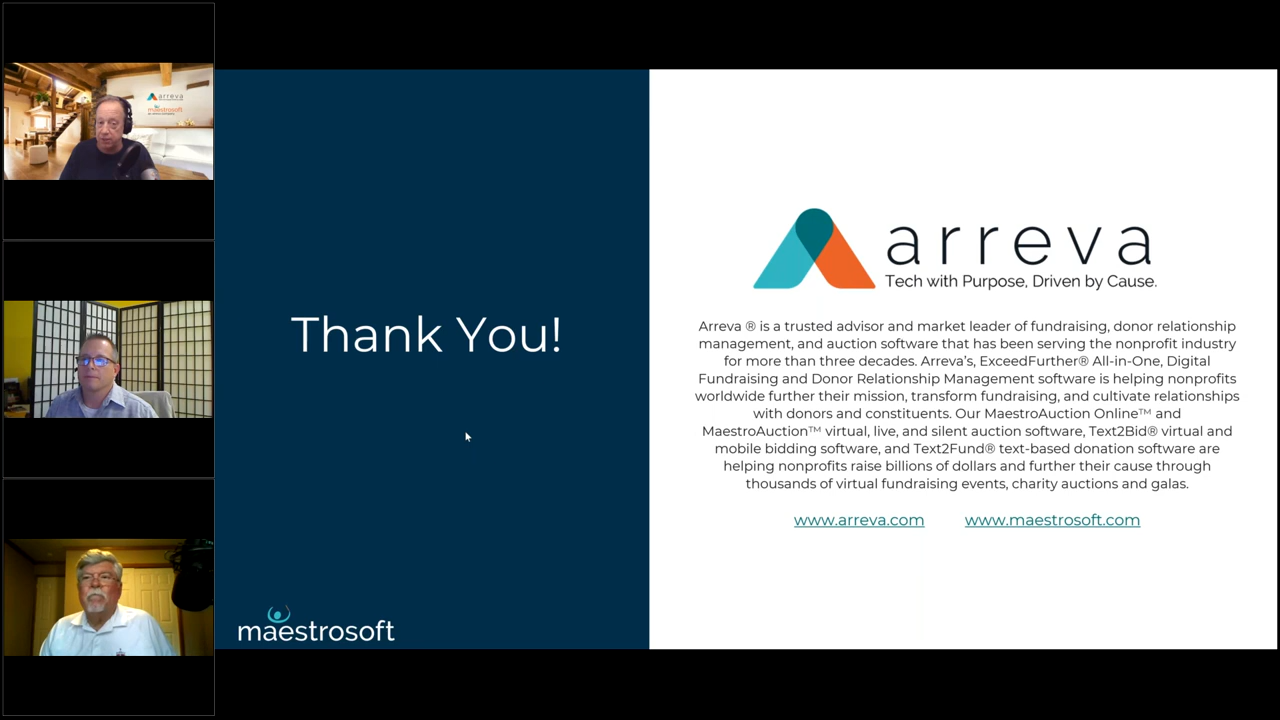 arreva
maestrosoft
Thank You!
maestrosoft
arreva
Tech with Purpose, Driven by Cause.
Arreva ® is a trusted advisor and market leader of fundraising, donor relationship
management, and auction software that has been serving the nonprofit industry
for more than three decades. Arreva’s, ExceedFurther® All-in-One, Digital
Fundraising and Donor Relationship Management software is helping nonprofits
worldwide further their mission, transform fundraising, and cultivate relationships
with donors and constituents. Our MaestroAuction Online™ and
MaestroAuction™ virtual, live, and silent auction software, Text2Bid® virtual and
mobile bidding software, and Text2Fund® text-based donation software are
helping nonprofits raise billions of dollars and further their cause through
thousands of virtual fundraising events, charity auctions and galas.
www.arreva.com www.maestrosoft.com